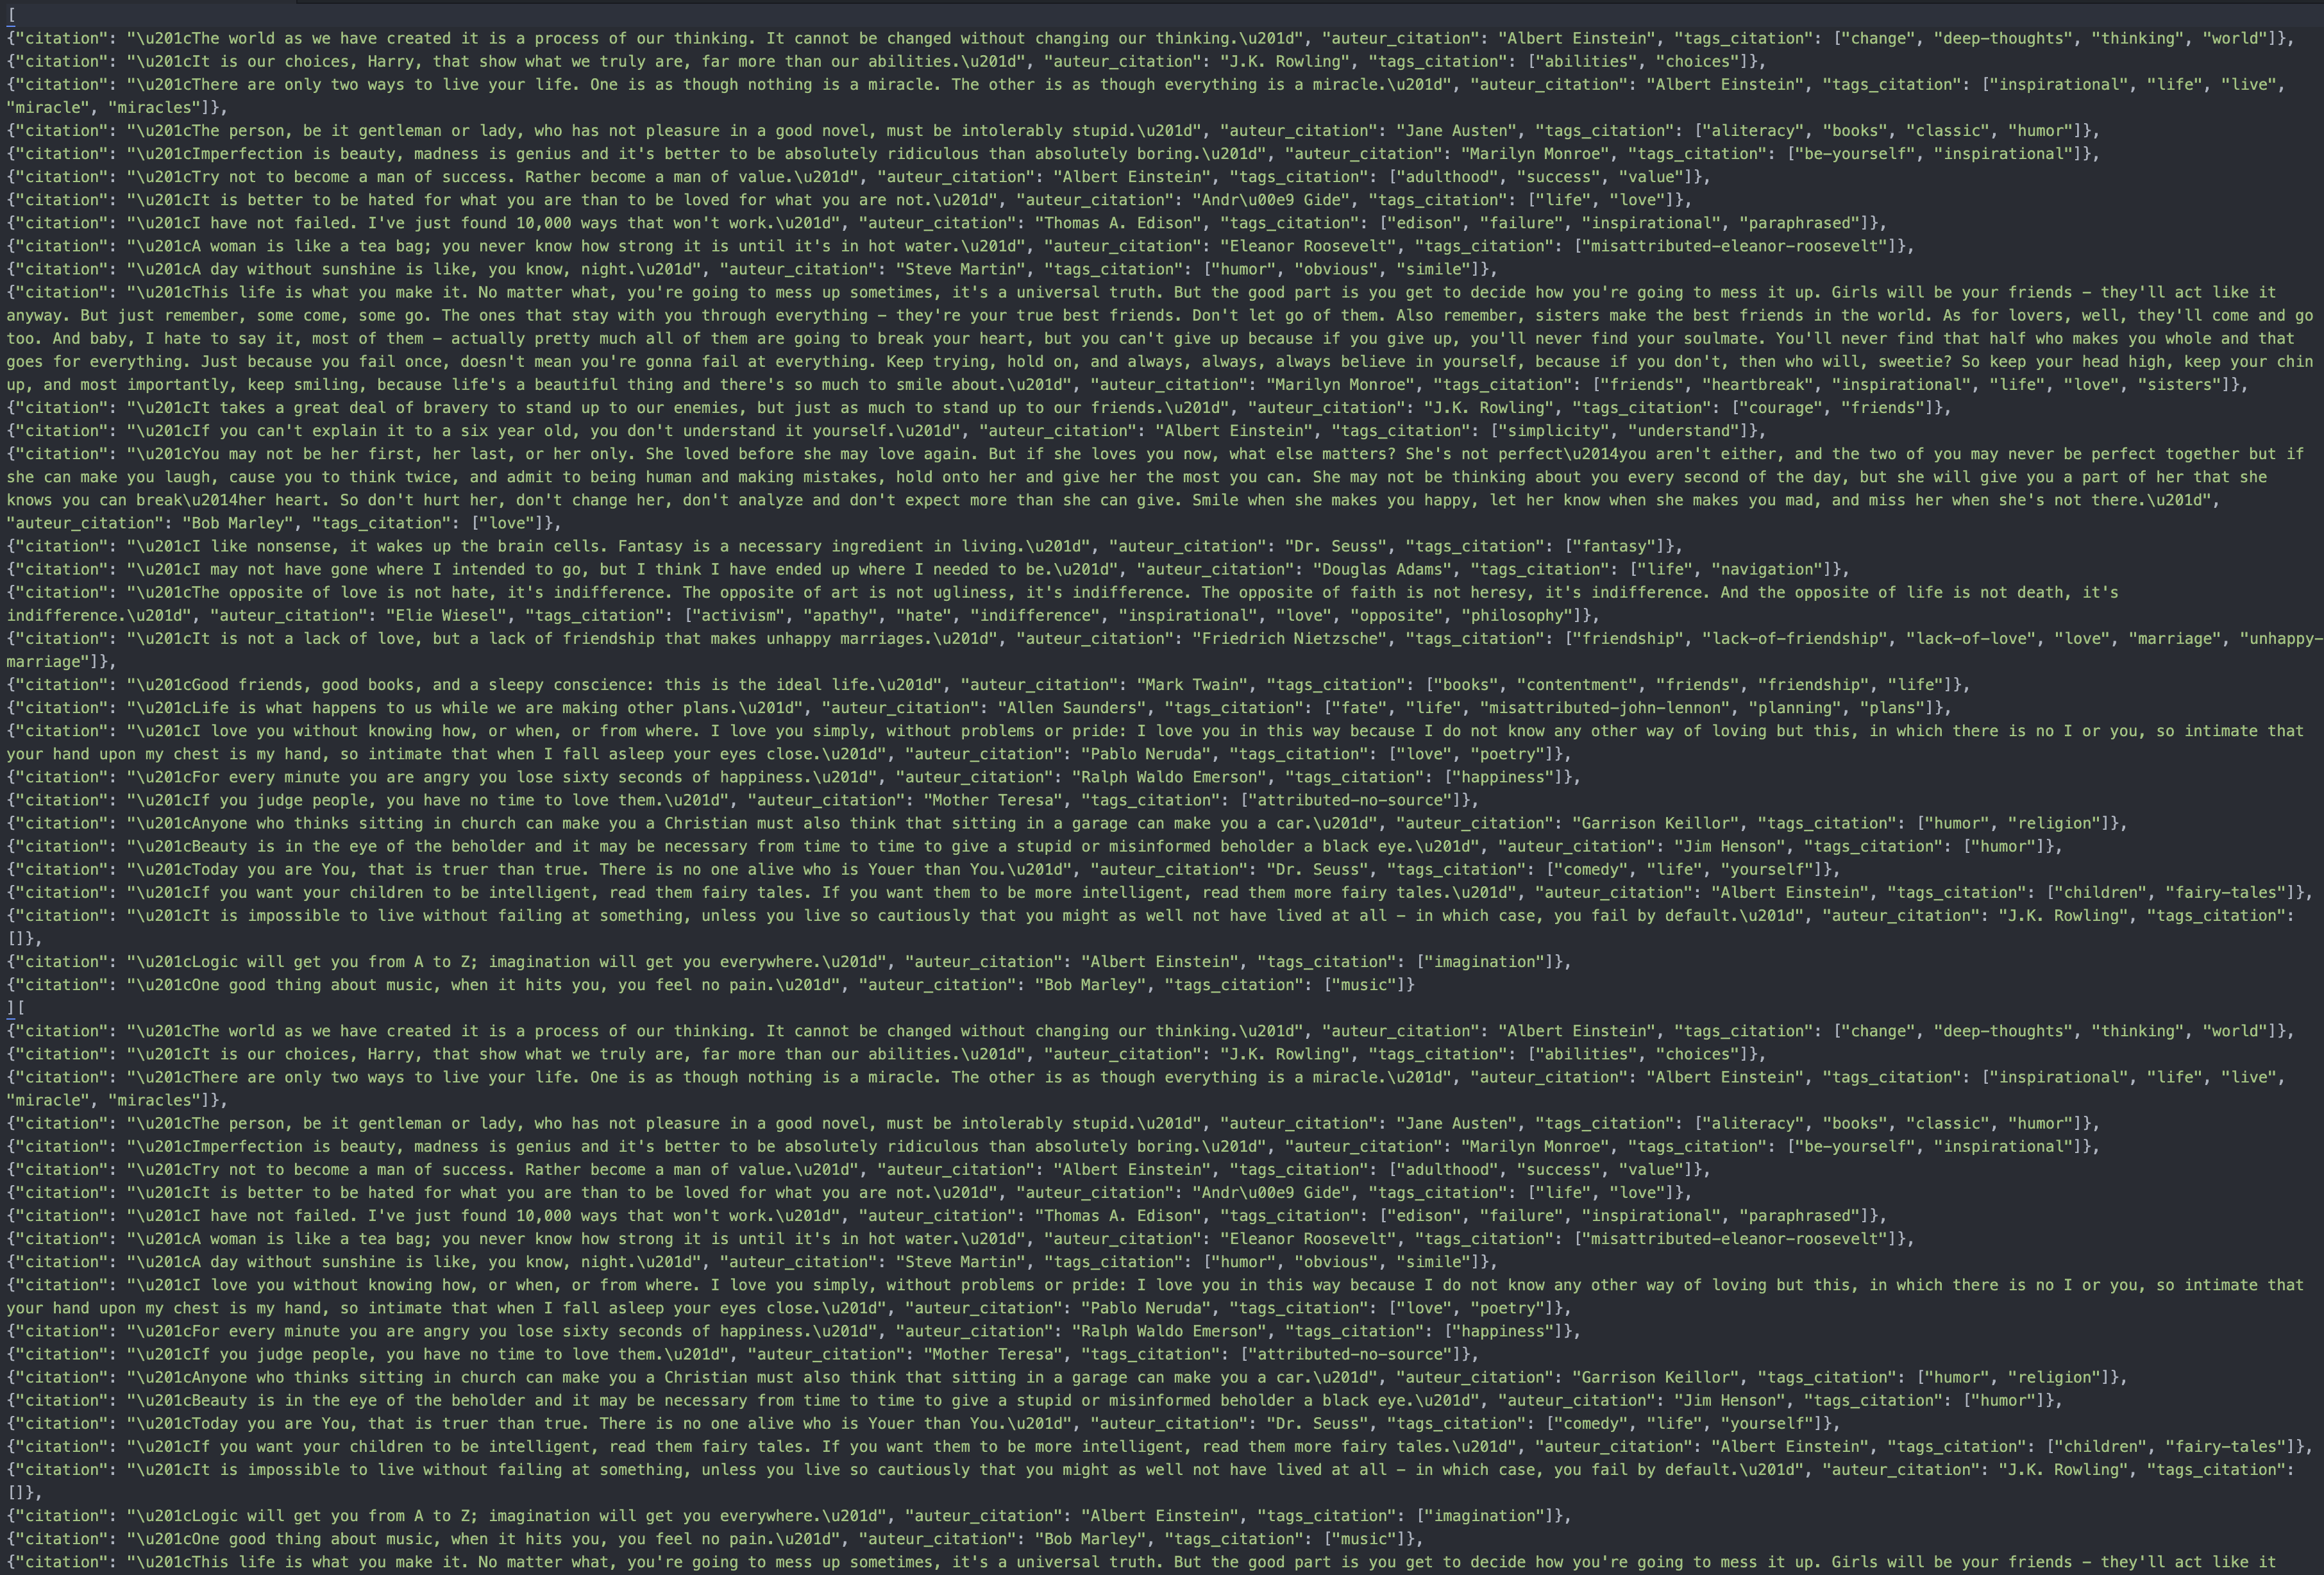 [
{"citation": "\u201cThe world as we have created it is a process of our thinking. It cannot be changed without changing our thinking.\u201d", "auteur_citation": "Albert Einstein", "tags_citation": ["change", "deep-thoughts", "thinking", "world"]},
{"citation": "\u201cIt is our choices, Harry, that show what we truly are, far more than our abilities.\u201d", "auteur_citation": "J.K. Rowling", "tags_citation": ["abilities", "choices"]},
{"citation": "\u201cThere are only two ways to live your life. One is as though nothing is a miracle. The other is as though everything is a miracle.\u201d", "auteur_citation": "Albert Einstein", "tags_citation": ["inspirational", "life", "live",
"miracle", "miracles"]},
{"citation": "\u201cThe person, be it gentleman or lady, who has not pleasure in a good novel, must be intolerably stupid.\u201d", "auteur_citation": "Jane Austen", "tags_citation": ["aliteracy", "books", "classic", "humor"]},
{"citation": "\u201cImperfection is beauty, madness is genius and it's better to be absolutely ridiculous than absolutely boring.\u201d", "auteur_citation": "Marilyn Monroe", "tags_citation": ["be-yourself", "inspirational"]},
{"citation": "\u201cTry not to become a man of success. Rather become a man of value.\u201d", "auteur_citation": "Albert Einstein", "tags_citation": ["adulthood", "success", "value"]},
{"citation": "\u201cIt is better to be hated for what you are than to be loved for what you are not.\u201d", "auteur_citation": "Andr\u00e9 Gide", "tags_citation": ["life", "love"]},
{"citation": "\u201cI have not failed. I've just found 10,000 ways that won't work.\u201d", "auteur_citation": "Thomas A. Edison", "tags_citation": ["edison", "failure", "inspirational", "paraphrased"]},
{"citation": "\u201cA woman is like a tea bag; you never know how strong it is until it's in hot water.\u201d", "auteur_citation": "Eleanor Roosevelt", "tags_citation": ["misattributed-eleanor-roosevelt"]},
{"citation": "\u201cA day without sunshine is like, you know, night.\u201d", "auteur_citation": "Steve Martin", "tags_citation": ["humor", "obvious", "simile"]},
{"citation": "\u201cThis life is what you make it. No matter what, you're going to mess up sometimes, it's a universal truth. But the good part is you get to decide how you're going to mess it up. Girls will be your friends – they'll act like it
anyway. But just remember, some come, some go. The ones that stay with you through everything – they're your true best friends. Don't let go of them. Also remember, sisters make the best friends in the world. As for lovers, well, they'll come and go
too. And baby, I hate to say it, most of them – actually pretty much all of them are going to break your heart, but you can't give up because if you give up, you'll never find your soulmate. You'll never find that half who makes you whole and that
goes for everything. Just because you fail once, doesn't mean you're gonna fail at everything. Keep trying, hold on, and always, always, always believe in yourself, because if you don't, then who will, sweetie? So keep your head high, keep your chin
up, and most importantly, keep smiling, because life's a beautiful thing and there's so much to smile about.\u201d", "auteur_citation": "Marilyn Monroe", "tags_citation": ["friends", "heartbreak", "inspirational", "life", "love", "sisters"]},
{"citation": "\u201cIt takes a great deal of bravery to stand up to our enemies, but just as much to stand up to our friends.\u201d", "auteur_citation": "J.K. Rowling", "tags_citation": ["courage", "friends"]},
{"citation": "\u201cIf you can't explain it to a six year old, you don't understand it yourself.\u201d", "auteur_citation": "Albert Einstein", "tags_citation": ["simplicity", "understand"]},
{"citation": "\u201cYou may not be her first, her last, or her only. She loved before she may love again. But if she loves you now, what else matters? She's not perfect\u2014you aren't either, and the two of you may never be perfect together but if
she can make you laugh, cause you to think twice, and admit to being human and making mistakes, hold onto her and give her the most you can. She may not be thinking about you every second of the day, but she will give you a part of her that she
knows you can break\u2014her heart. So don't hurt her, don't change her, don't analyze and don't expect more than she can give. Smile when she makes you happy, let her know when she makes you mad, and miss her when she's not there.\u201d",
"auteur_citation": "Bob Marley", "tags_citation": ["love"]},
{"citation": "\u201cI like nonsense, it wakes up the brain cells. Fantasy is a necessary ingredient in living.\u201d", "auteur_citation": "Dr. Seuss", "tags_citation": ["fantasy"]},
{"citation": "\u201cI may not have gone where I intended to go, but I think I have ended up where I needed to be.\u201d", "auteur_citation": "Douglas Adams", "tags_citation": ["life", "navigation"]},
{"citation": "\u201cThe opposite of love is not hate, it's indifference. The opposite of art is not ugliness, it's indifference. The opposite of faith is not heresy, it's indifference. And the opposite of life is not death, it's
indifference.\u201d", "auteur_citation": "Elie Wiesel", "tags_citation": ["activism", "apathy", "hate", "indifference", "inspirational", "love", "opposite", "philosophy"]},
{"citation": "\u201cIt is not a lack of love, but a lack of friendship that makes unhappy marriages.\u201d", "auteur_citation": "Friedrich Nietzsche", "tags_citation": ["friendship", "lack-of-friendship", "lack-of-love", "love", "marriage", "unhappy-
marriage"]},
{"citation": "\u201cGood friends, good books, and a sleepy conscience: this is the ideal life.\u201d", "auteur_citation": "Mark Twain", "tags_citation": ["books", "contentment", "friends", "friendship", "life"]},
{"citation": "\u201cLife is what happens to us while we are making other plans.\u201d", "auteur_citation": "Allen Saunders", "tags_citation": ["fate", "life", "misattributed-john-lennon", "planning", "plans"]},
{"citation": "\u201cI love you without knowing how, or when, or from where. I love you simply, without problems or pride: I love you in this way because I do not know any other way of loving but this, in which there is no I or you, so intimate that
your hand upon my chest is my hand, so intimate that when I fall asleep your eyes close.\u201d", "auteur_citation": "Pablo Neruda", "tags_citation": ["love", "poetry"]},
{"citation": "\u201cFor every minute you are angry you lose sixty seconds of happiness.\u201d", "auteur_citation": "Ralph Waldo Emerson", "tags_citation": ["happiness"]},
{"citation": "\u201cIf you judge people, you have no time to love them.\u201d", "auteur_citation": "Mother Teresa", "tags_citation": ["attributed-no-source"]},
{"citation": "\u201cAnyone who thinks sitting in church can make you a Christian must also think that sitting in a garage can make you a car.\u201d", "auteur_citation": "Garrison Keillor", "tags_citation": ["humor", "religion"]},
{"citation": "\u201cBeauty is in the eye of the beholder and it may be necessary from time to time to give a stupid or misinformed beholder a black eye.\u201d", "auteur_citation": "Jim Henson", "tags_citation": ["humor"]},
{"citation": "\u201cToday you are You, that is truer than true. There is no one alive who is Youer than You.\u201d", "auteur_citation": "Dr. Seuss", "tags_citation": ["comedy", "life", "yourself"]},
{"citation": "\u201cIf you want your children to be intelligent, read them fairy tales. If you want them to be more intelligent, read them more fairy tales.\u201d", "auteur_citation": "Albert Einstein", "tags_citation": ["children", "fairy-tales"]},
{"citation": "\u201cIt is impossible to live without failing at something, unless you live so cautiously that you might as well not have lived at all – in which case, you fail by default.\u201d", "auteur_citation": "J.K. Rowling", "tags_citation":
[]},
{"citation": "\u201cLogic will get you from A to Z; imagination will get you everywhere.\u201d", "auteur_citation": "Albert Einstein", "tags_citation": ["imagination"]},
{"citation": "\u201cOne good thing about music, when it hits you, you feel no pain.\u201d", "auteur_citation": "Bob Marley", "tags_citation": ["music"]}
][
{"citation": "\u201cThe world as we have created it is a process of our thinking. It cannot be changed without changing our thinking.\u201d", "auteur_citation": "Albert Einstein", "tags_citation": ["change", "deep-thoughts", "thinking", "world"]},
{"citation": "\u201cIt is our choices, Harry, that show what we truly are, far more than our abilities.\u201d", "auteur_citation": "J.K. Rowling", "tags_citation": ["abilities", "choices"]},
{"citation": "\u201cThere are only two ways to live your life. One is as though nothing is a miracle. The other is as though everything is a miracle.\u201d", "auteur_citation": "Albert Einstein", "tags_citation": ["inspirational", "life", "live",
"miracle", "miracles"]},
{"citation": "\u201cThe person, be it gentleman or lady, who has not pleasure in a good novel, must be intolerably stupid.\u201d", "auteur_citation": "Jane Austen", "tags_citation": ["aliteracy", "books", "classic", "humor"]},
{"citation": "\u201cImperfection is beauty, madness is genius and it's better to be absolutely ridiculous than absolutely boring.\u201d", "auteur_citation": "Marilyn Monroe", "tags_citation": ["be-yourself", "inspirational"]},
{"citation": "\u201cTry not to become a man of success. Rather become a man of value.\u201d", "auteur_citation": "Albert Einstein", "tags_citation": ["adulthood", "success", "value"]},
{"citation": "\u201cIt is better to be hated for what you are than to be loved for what you are not.\u201d", "auteur_citation": "Andr\u00e9 Gide", "tags_citation": ["life", "love"]},
{"citation": "\u201cI have not failed. I've just found 10,000 ways that won't work.\u201d", "auteur_citation": "Thomas A. Edison", "tags_citation": ["edison", "failure", "inspirational", "paraphrased"]},
{"citation": "\u201cA woman is like a tea bag; you never know how strong it is until it's in hot water.\u201d", "auteur_citation": "Eleanor Roosevelt", "tags_citation": ["misattributed-eleanor-roosevelt"]},
{"citation": "\u201cA day without sunshine is like, you know, night.\u201d", "auteur_citation": "Steve Martin", "tags_citation": ["humor", "obvious", "simile"]},
{"citation": "\u201cI love you without knowing how, or when, or from where. I love you simply, without problems or pride: I love you in this way because I do not know any other way of loving but this, in which there is no I or you, so intimate that
your hand upon my chest is my hand, so intimate that when I fall asleep your eyes close.\u201d", "auteur_citation": "Pablo Neruda", "tags_citation": ["love", "poetry"]},
{"citation": "\u201cFor every minute you are angry you lose sixty seconds of happiness.\u201d", "auteur_citation": "Ralph Waldo Emerson", "tags_citation": ["happiness"]},
{"citation": "\u201cIf you judge people, you have no time to love them.\u201d", "auteur_citation": "Mother Teresa", "tags_citation": ["attributed-no-source"]},
{"citation": "\u201cAnyone who thinks sitting in church can make you a Christian must also think that sitting in a garage can make you a car.\u201d", "auteur_citation": "Garrison Keillor", "tags_citation": ["humor", "religion"]},
{"citation": "\u201cBeauty is in the eye of the beholder and it may be necessary from time to time to give a stupid or misinformed beholder a black eye.\u201d", "auteur_citation": "Jim Henson", "tags_citation": ["humor"]},
{"citation": "\u201cToday you are You, that is truer than true. There is no one alive who is Youer than You.\u201d", "auteur_citation": "Dr. Seuss", "tags_citation": ["comedy", "life", "yourself"]},
{"citation": "\u201cIf you want your children to be intelligent, read them fairy tales. If you want them to be more intelligent, read them more fairy tales.\u201d", "auteur_citation": "Albert Einstein", "tags_citation": ["children", "fairy-tales"]},
{"citation": "\u201cIt is impossible to live without failing at something, unless you live so cautiously that you might as well not have lived at all – in which case, you fail by default.\u201d", "auteur_citation": "J.K. Rowling", "tags_citation":
[]},
{"citation": "\u201cLogic will get you from A to Z; imagination will get you everywhere.\u201d", "auteur_citation": "Albert Einstein", "tags_citation": ["imagination"]},
{"citation": "\u201cOne good thing about music, when it hits you, you feel no pain.\u201d", "auteur_citation": "Bob Marley", "tags_citation": ["music"]},
{"citation": "\u201cThis life is what you make it. No matter what, you're going to mess up sometimes, it's a universal truth. But the good part is you get to decide how you're going to mess it up. Girls will be your friends – they'll act like it